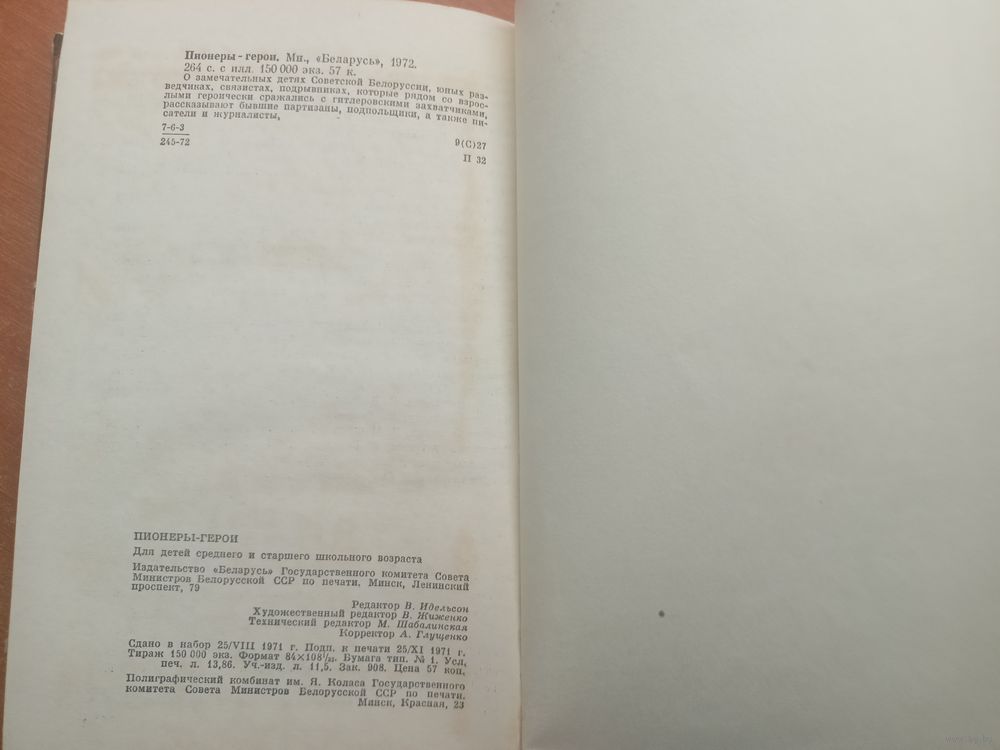 Пионеры-герои. Мн., «Беларусь», 1972.
264 с. с илл. 150 000 экз. 57 к.
О замечательных детях Советской Белоруссии, юных раз-
ведчиках, связистах, подрывниках, которые рядом со взрос-
лыми героически сражались с гитлеровскими захватчиками,
рассказывают бывшие партизаны, подпольщики, а также пи-
сатели и журналисты,
7-6-3
245-72
9(С)27
П 32
ПИОНЕРЫ-ГЕРОИ
Для детей среднего и старшего школьного возраста
Издательство «Беларусь» Государственного комитета Совета
Министров Белорусской ССР по печати. Минск, Ленинский
проспект, 79
Редактор В. Идельсон
Художественный редактор В. Жиженко
Технический редактор М. Шабалинская
Корректор А. Глущенко
Сдано в набор 25/VIII 1971 г. Подп. к печати 25/XI 1971 г.
Тираж 150 000 экз. Формат 84×108 1/32. Бумага тип. № 1. Усл.
печ. л. 13,86. Уч.-изд. л. 11,5. Зак. 908. Цена 57 коп.
Полиграфический комбинат им. Я. Коласа Государственного
комитета Совета Министров Белорусской ССР по печати.
Минск, Красная, 23